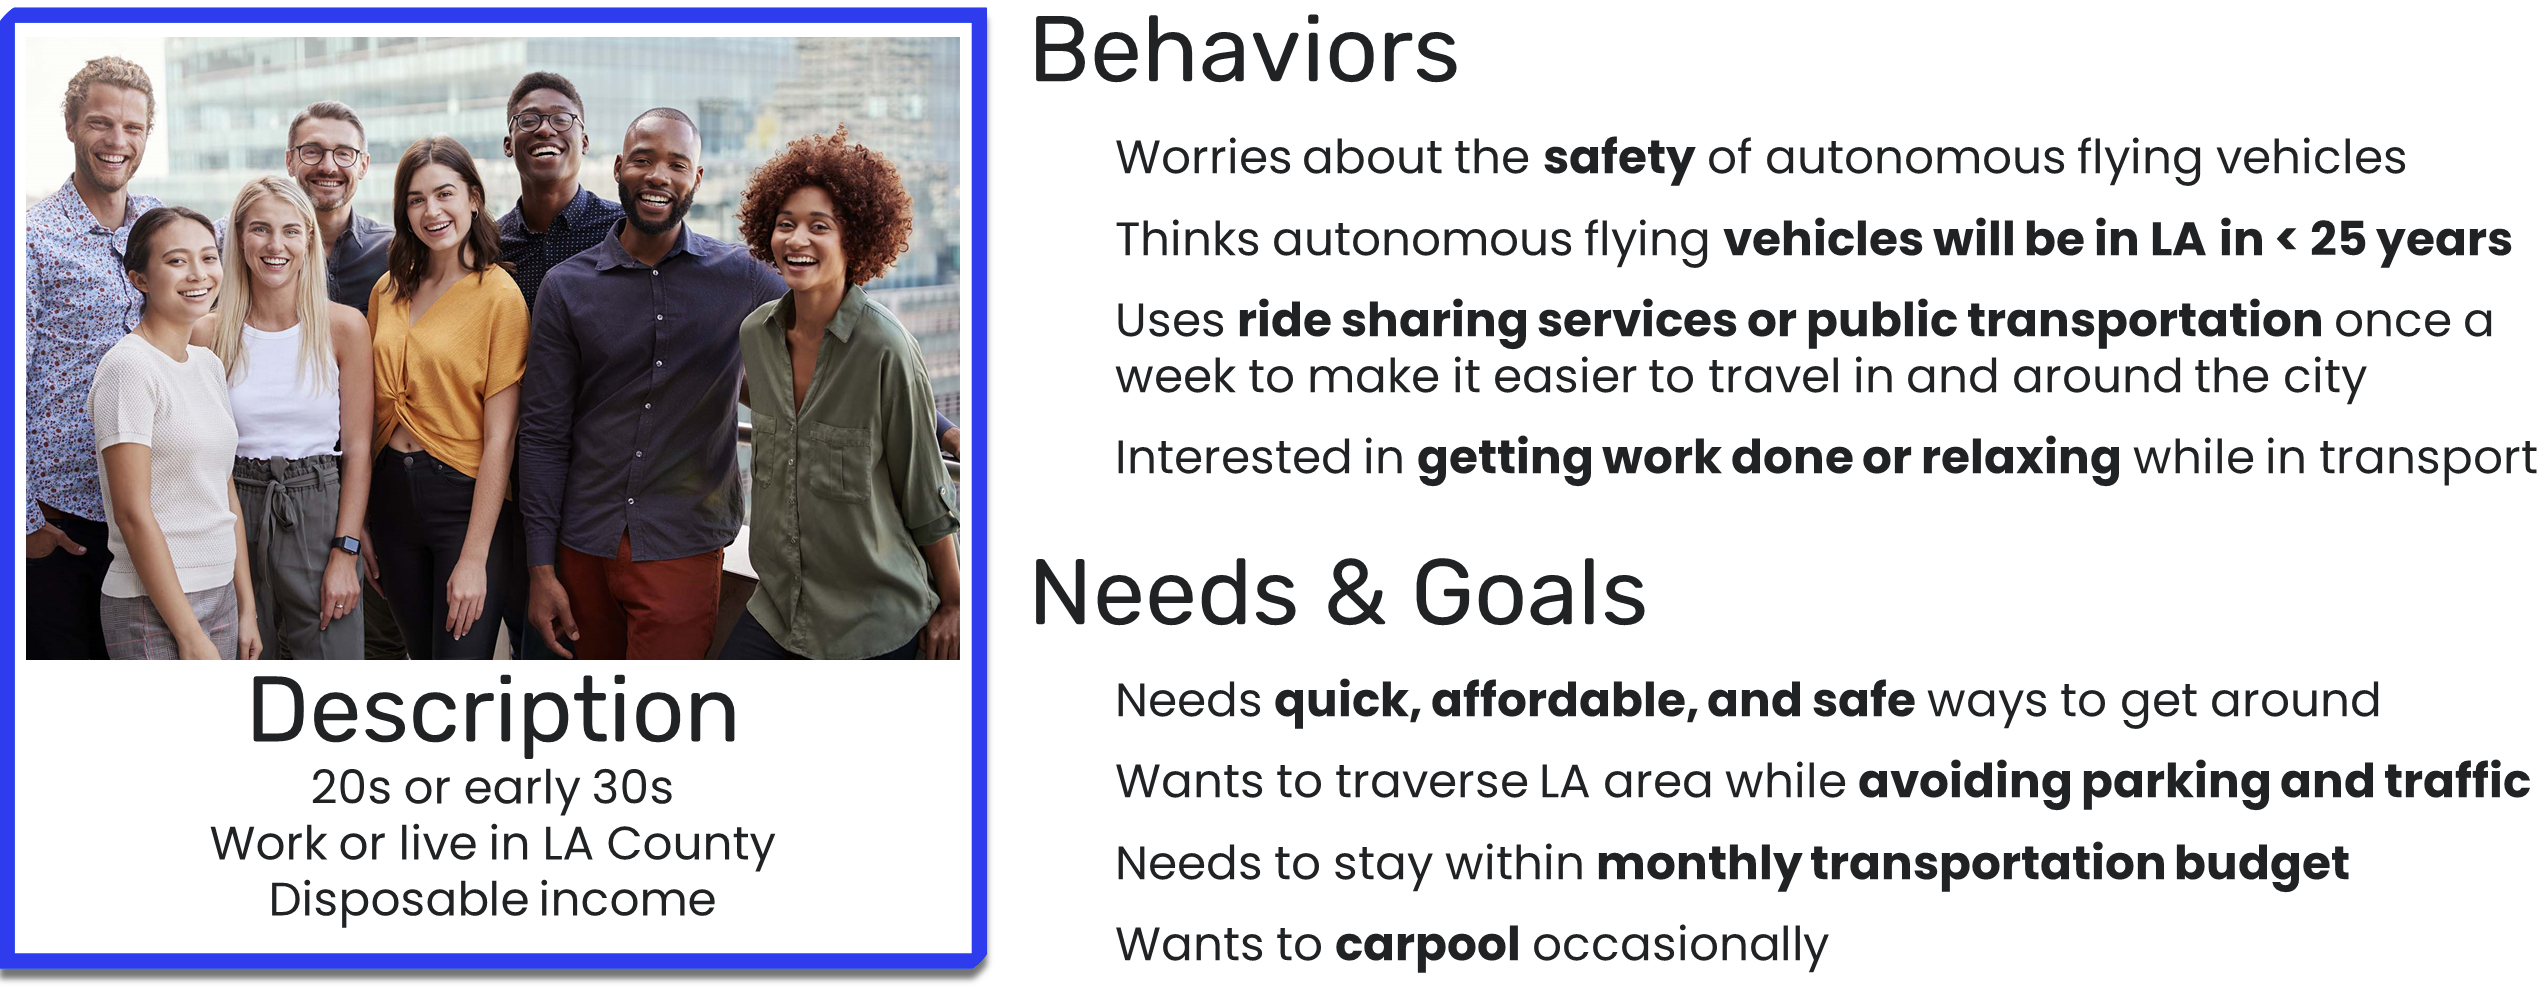 Description
20s or early 30s
Work or live in LA County
Disposable income
Behaviors
Worries about the safety of autonomous flying vehicles
Thinks autonomous flying vehicles will be in LA in < 25 years
Uses ride sharing services or public transportation once a
week to make it easier to travel in and around the city
Interested in getting work done or relaxing while in transport
Needs & Goals
Needs quick, affordable, and safe ways to get around
Wants to traverse LA area while avoiding parking and traffic
Needs to stay within monthly transportation budget
Wants to carpool occasionally